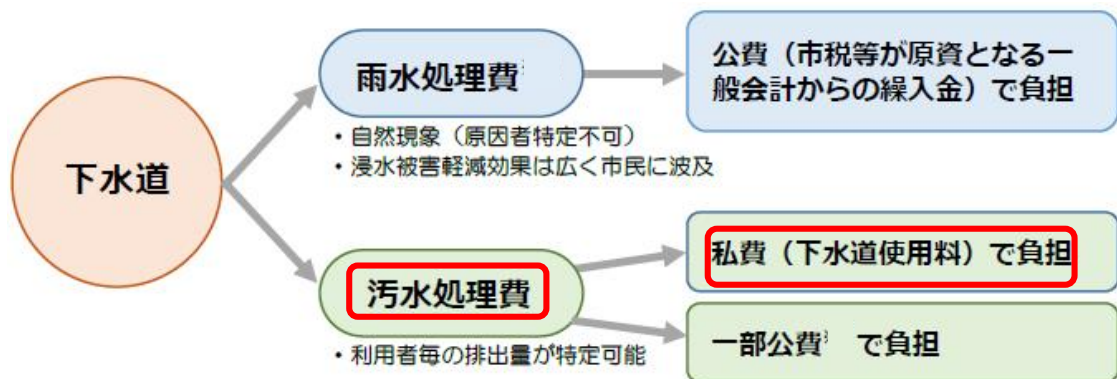 下水道
雨水処理費
公費（市税等が原資となる一
般会計からの繰入金）で負担
・自然現象（原因者特定不可）
・浸水被害軽減効果は広く市民に波及
汚水処理費
私費（下水道使用料）で負担
・利用者毎の排出量が特定可能
一部公費 で負担